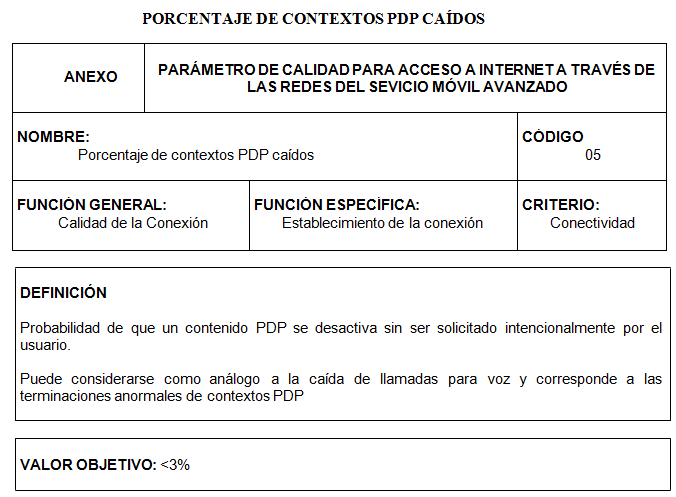 PORCENTAJE DE CONTEXTOS PDP CAÍDOS
ANEXO
PARÁMETRO DE CALIDAD PARA ACCESO A INTERNET A TRAVÉS DE
LAS REDES DEL SEVICIO MÓVIL AVANZADO
NOMBRE:
Porcentaje de contextos PDP caídos
CÓDIGO
05
FUNCIÓN GENERAL:
Calidad de la Conexión
FUNCIÓN ESPECÍFICA:
Establecimiento de la conexión
CRITERIO:
Conectividad
DEFINICIÓN
Probabilidad de que un contenido PDP se desactiva sin ser solicitado intencionalmente por el
usuario.
Puede considerarse como análogo a la caída de llamadas para voz y corresponde a las
terminaciones anormales de contextos PDP
VALOR OBJETIVO: <3%